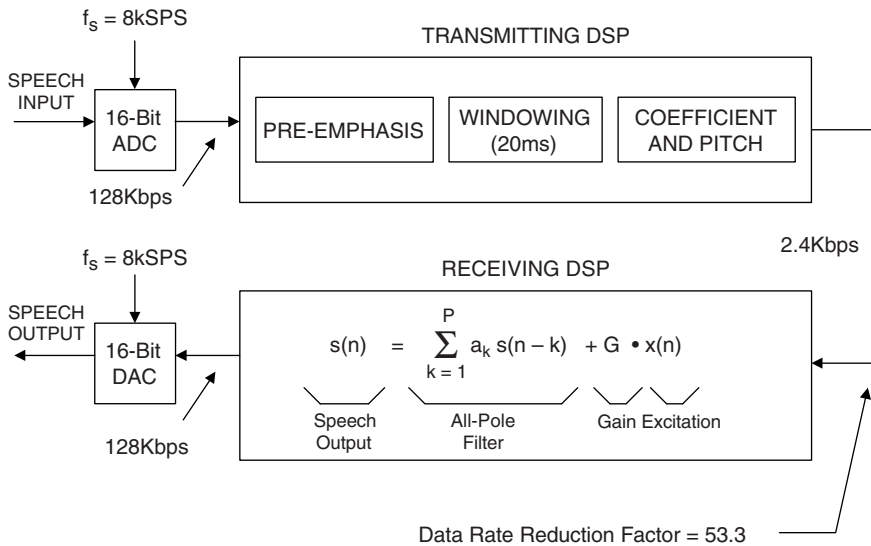 f_s = 8kSPS
TRANSMITTING DSP
SPEECH
INPUT
16-Bit
ADC
PRE-EMPHASIS
WINDOWING
(20ms)
COEFFICIENT
AND PITCH
128Kbps
2.4Kbps
f_s = 8kSPS
RECEIVING DSP
SPEECH
OUTPUT
16-Bit
DAC
P
s(n) = Σ a_k s(n – k) + G • x(n)
k = 1
Speech
Output
All-Pole
Filter
Gain Excitation
128Kbps
Data Rate Reduction Factor = 53.3